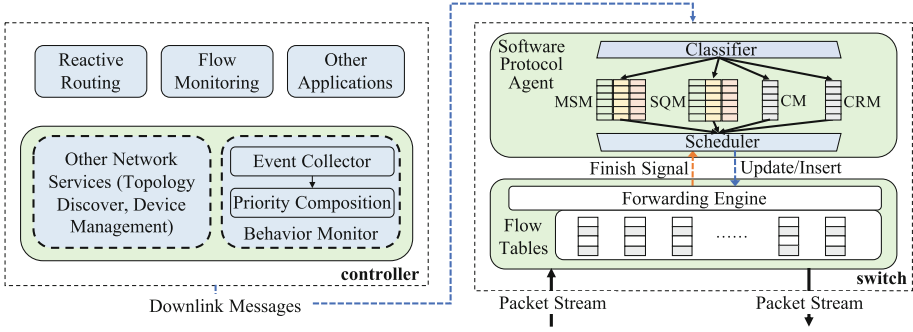 Reactive
Routing
Flow
Monitoring
Other
Applications
Other Network
Services (Topology
Discover, Device
Management)
Event Collector
Priority Composition
Behavior Monitor
controller
Downlink Messages
Software
Protocol
Agent
Classifier
MSM
SQM
CM
CRM
Scheduler
Finish Signal
Update/Insert
Forwarding Engine
Flow
Tables
......
switch
Packet Stream
Packet Stream